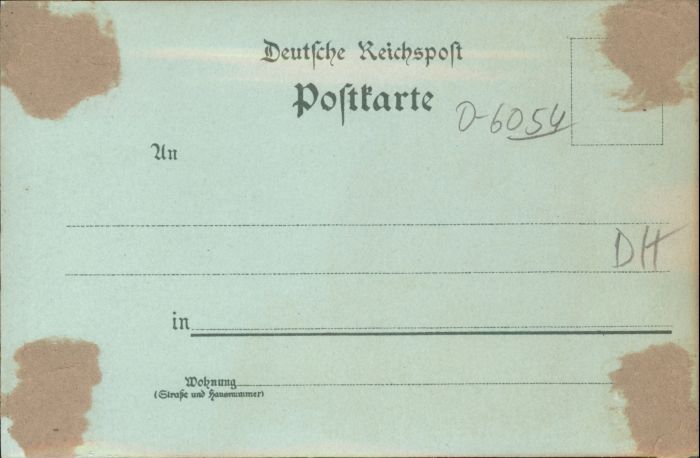 Deutsche Reichspost
Postkarte
D-6054
An
DH
in
Wohnung
(Straße und Hausnummer)